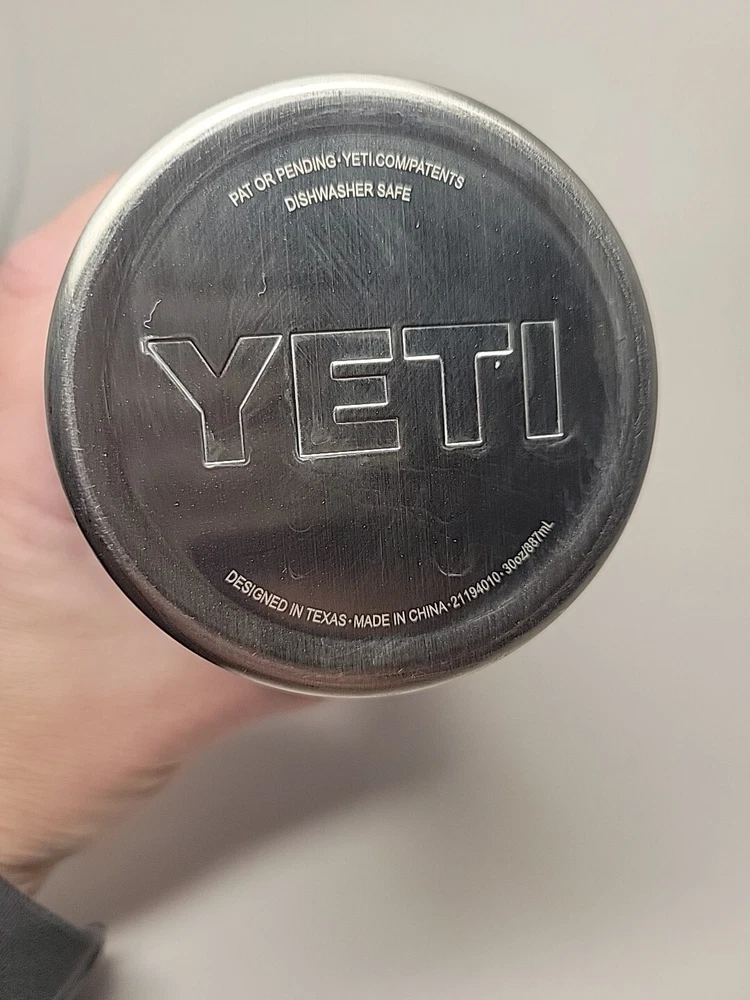 PAT OR PENDING·YETI.COM/PATENTS
DISHWASHER SAFE
YETI
DESIGNED IN TEXAS·MADE IN CHINA·21194010·30oz/887mL